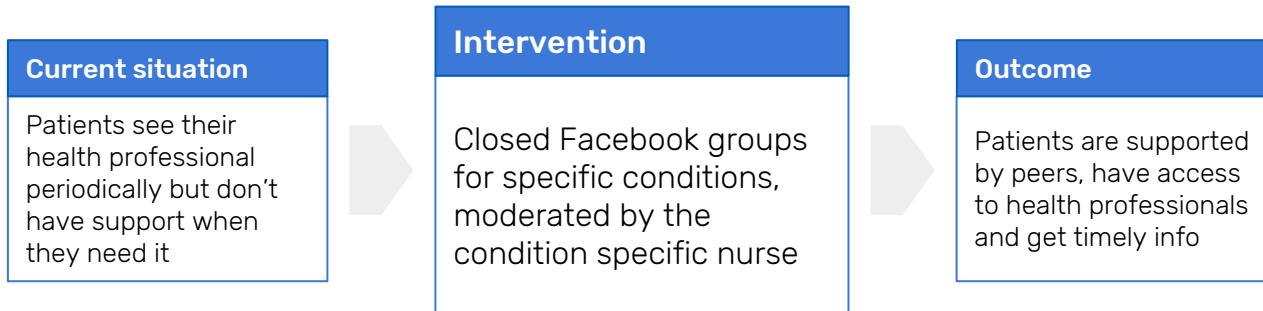 Current situation
Patients see their
health professional
periodically but don’t
have support when
they need it
Intervention
Closed Facebook groups
for specific conditions,
moderated by the
condition specific nurse
Outcome
Patients are supported
by peers, have access
to health professionals
and get timely info